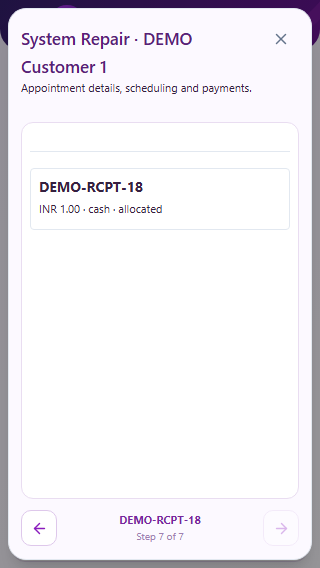 System Repair · DEMO
Customer 1
Appointment details, scheduling and payments.
DEMO-RCPT-18
INR 1.00 · cash · allocated
DEMO-RCPT-18
Step 7 of 7